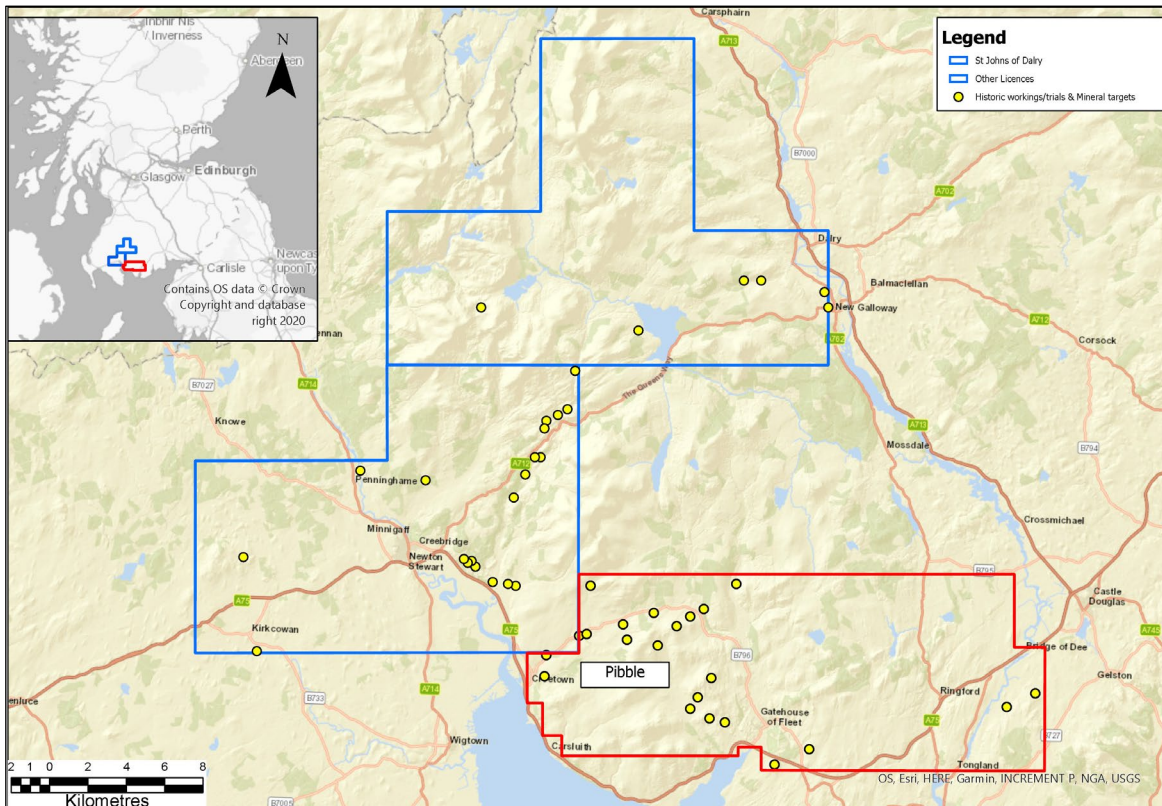 Inbhir Nis
/ Inverness
N
Aberdeen
Perth
Edinburgh
Glasgow
Carlisle
Newcas
upon Ty
Contains OS data © Crown
Copyright and database
right 2020
Carsphairn
A713
Legend
St Johns of Dalry
Other Licences
Historic workings/trials & Mineral targets
B7000
A702
Dalry
Balmaclellan
New Galloway
A712
A762
Corsock
nnan
A714
B7027
The Queens Way
Knowe
A713
B794
Mossdale
A712
Penninghame
Minnigaff
Creebridge
Newton
Stewart
Crossmichael
B795
Castle
Douglas
A75
A745
Kirkcowan
A75
Bridge of Dee
B796
Pibble
Creetown
Gelston
Ringford
enluce
A714
B733
Gatehouse
of Fleet
A75
B727
Wigtown
Carsluith
Tongland
2 1 0 2 4 6 8
Kilometres
B7005
OS, Esri, HERE, Garmin, INCREMENT P, NGA, USGS